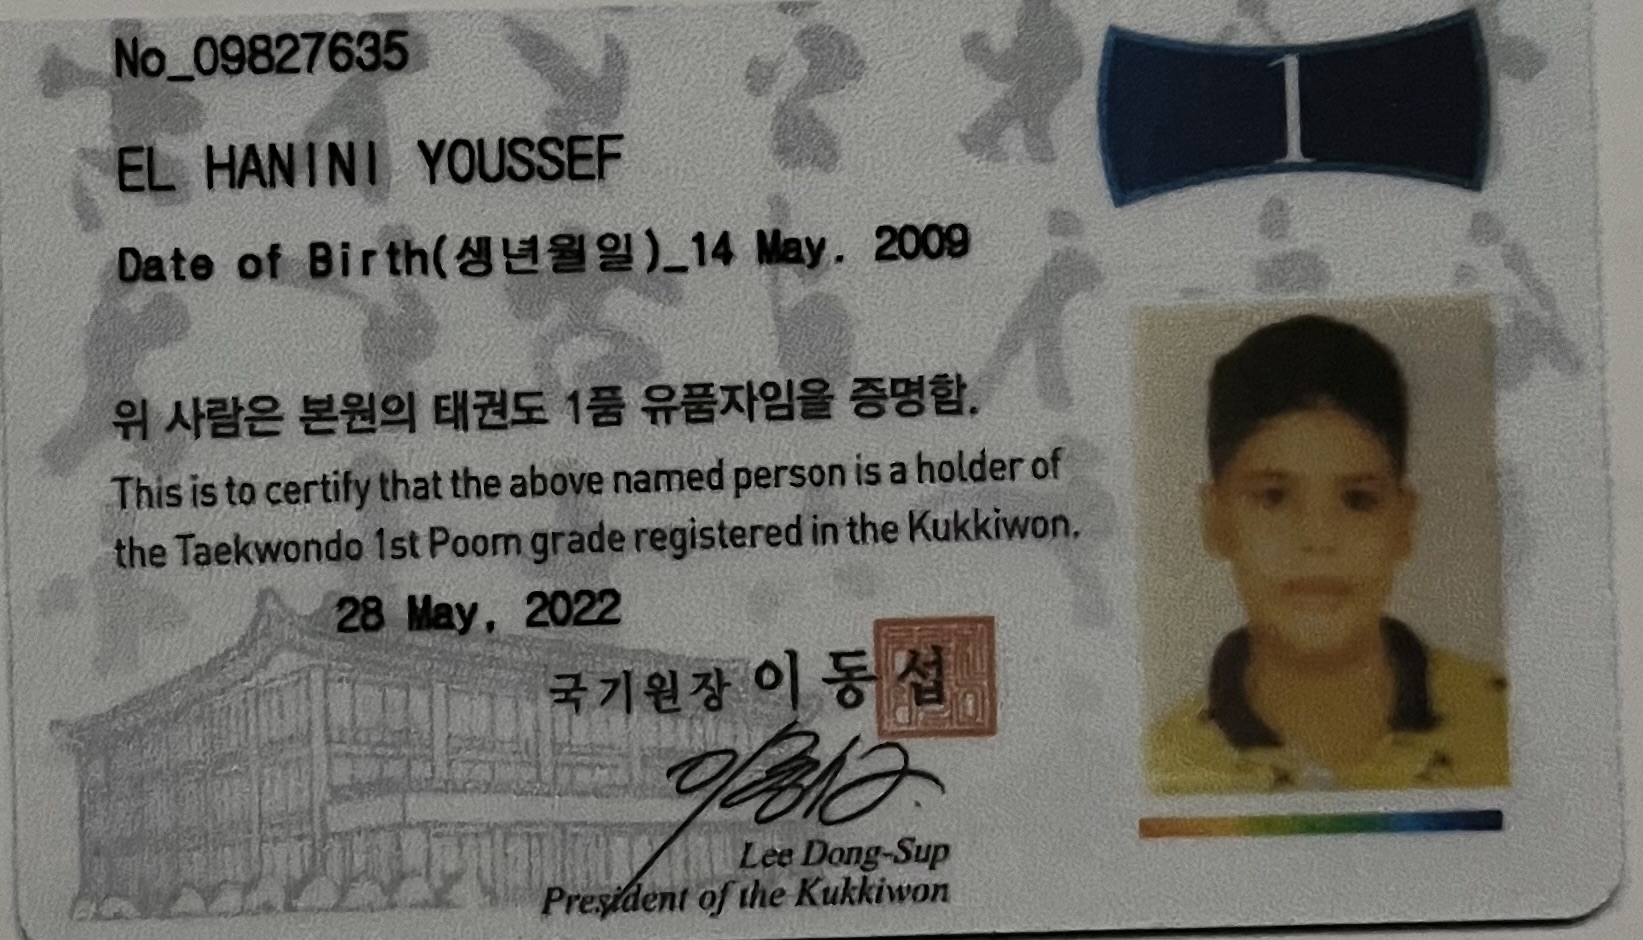 No_09827635
1
EL HANINI YOUSSEF
Date of Birth(생년월일)_14 May. 2009
위 사람은 본원의 태권도 1품 유품자임을 증명함.
This is to certify that the above named person is a holder of
the Taekwondo 1st Poom grade registered in the Kukkiwon.
28 May, 2022
국기원장 이동섭
Lee Dong-Sup
President of the Kukkiwon